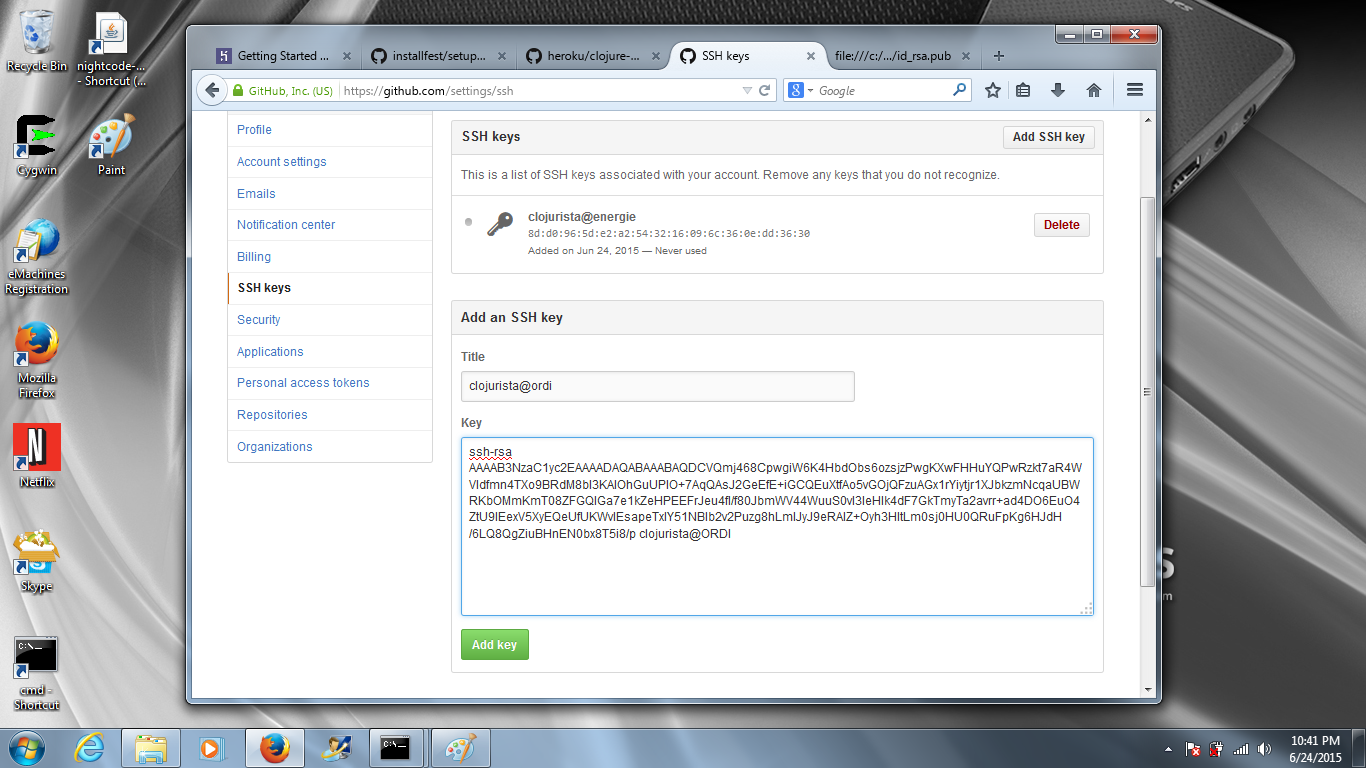 Recycle Bin
nightcode-...
- Shortcut (...
Cygwin
Paint
eMachines
Registration
Mozilla
Firefox
N
Netflix
Skype
C:\_
cmd -
Shortcut
Getting Started ...
installfest/setup...
heroku/clojure-...
SSH keys
file:///c:/.../id_rsa.pub
GitHub, Inc. (US)
https://github.com/settings/ssh
Google
Profile
Account settings
Emails
Notification center
Billing
SSH keys
Security
Applications
Personal access tokens
Repositories
Organizations
SSH keys
Add SSH key
This is a list of SSH keys associated with your account. Remove any keys that you do not recognize.
clojurista@energie
8d:d0:96:5d:e2:a2:54:32:16:09:6c:36:0e:dd:36:30
Added on Jun 24, 2015 — Never used
Delete
Add an SSH key
Title
clojurista@ordi
Key
ssh-rsa
AAAAB3NzaC1yc2EAAAADAQABAAABAQDCVQmj468CpwgiW6K4HbdObs6ozsjzPwgKXwFHHuYQPwRzkt7aR4W
/6LQ8QgZiuBHnEN0bx8T5i8/p clojurista@ORDI
Add key
10:41 PM
6/24/2015